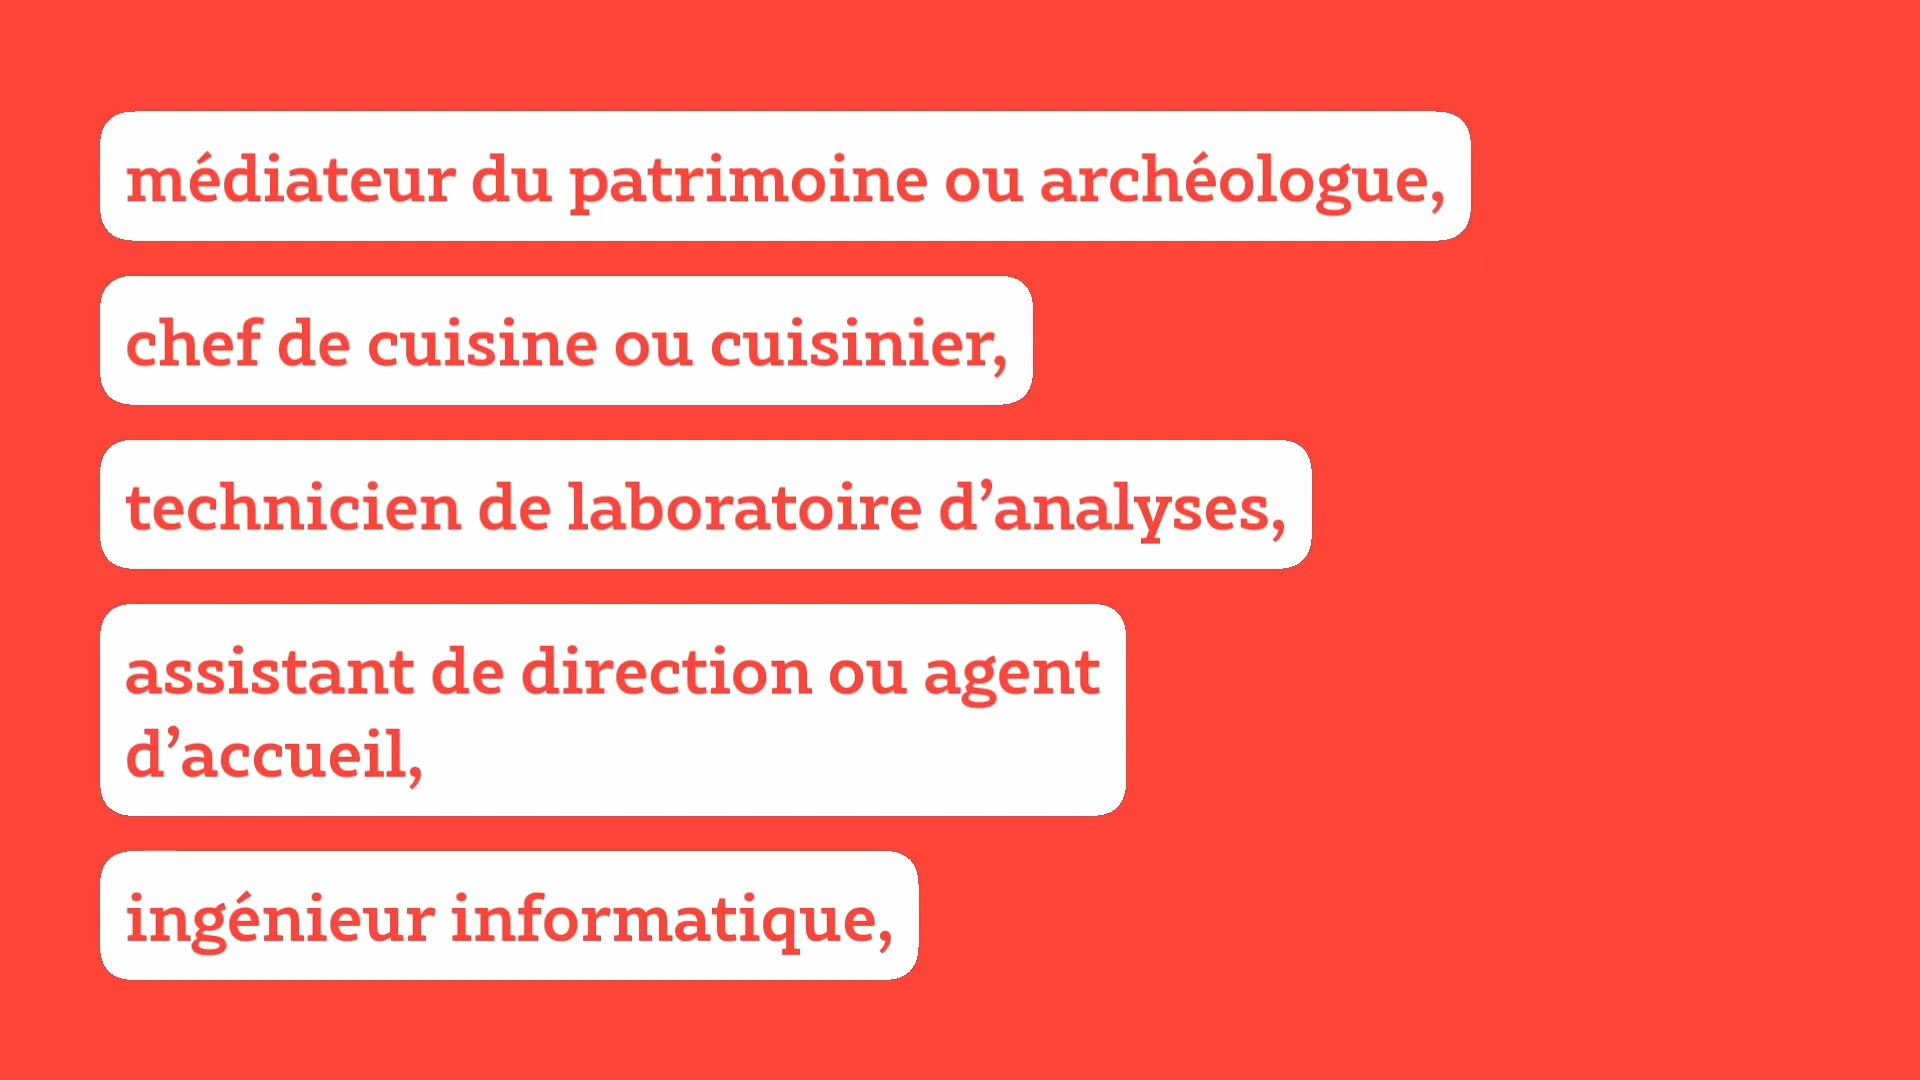 médiateur du patrimoine ou archéologue,
chef de cuisine ou cuisinier,
technicien de laboratoire d’analyses,
assistant de direction ou agent
d’accueil,
ingénieur informatique,